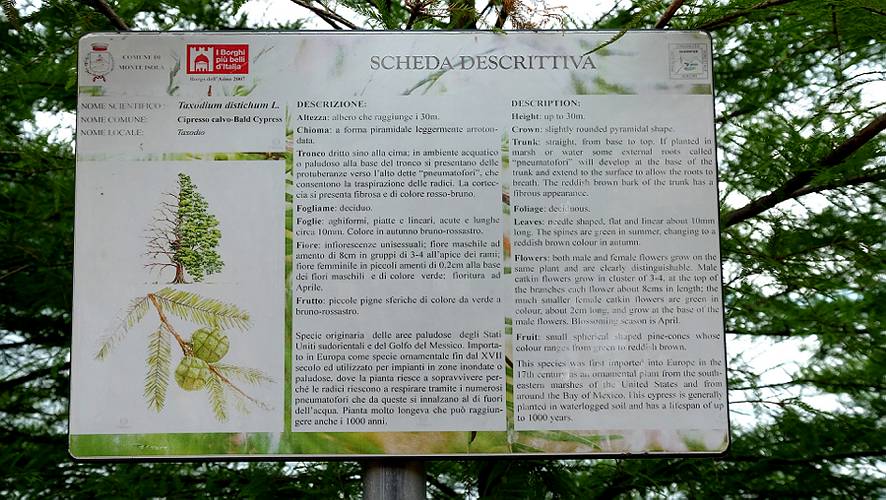 COMUNE DI
MONTE ISOLA
I Borghi
più belli
d'Italia
Borgo dell'Anno 2007
SCHEDA DESCRITTIVA
NOME SCIENTIFICO: Taxodium distichum L.
NOME COMUNE: Cipresso calvo-Bald Cypress
NOME LOCALE: Taxodio
DESCRIZIONE:
Altezza: albero che raggiunge i 30m.
Chioma: a forma piramidale leggermente arroton-
data.
Tronco dritto sino alla cima; in ambiente acquatico
o paludoso alla base del tronco si presentano delle
protuberanze verso l'alto dette "pneumatofori", che
consentono la traspirazione delle radici. La cortec-
cia si presenta fibrosa e di colore rosso-bruno.
Fogliame: deciduo.
Foglie: aghiformi, piatte e lineari, acute e lunghe
circa 10mm. Colore in autunno bruno-rossastro.
Fiore: infiorescenze unisessuali; fiore maschile ad
amento di 8cm in gruppi di 3-4 all'apice dei rami;
fiore femminile in piccoli amenti di 0,2cm alla base
dei fiori maschili e di colore verde; fioritura ad
Aprile.
Frutto: piccole pigne sferiche di colore da verde a
bruno-rossastro.
Specie originaria delle aree paludose degli Stati
Uniti sudorientali e del Golfo del Messico. Importa-
to in Europa come specie ornamentale fin dal XVII
secolo ed utilizzato per impianti in zone inondate o
paludose, dove la pianta riesce a sopravvivere per-
ché le radici riescono a respirare tramite i numerosi
pneumatofori che da queste si innalzano al di fuori
dell'acqua. Pianta molto longeva che può raggiun-
gere anche i 1000 anni.
DESCRIPTION:
Height: up to 30m.
Crown: slightly rounded pyramidal shape.
Trunk: straight, from base to top. If planted in
marsh or water some external roots called
"pneumatofori" will develop at the base of the
trunk and extend to the surface to allow the roots to
breath. The reddish brown bark of the trunk has a
fibrous appearance.
Foliage: deciduous.
Leaves: needle shaped, flat and linear about 10mm
long. The spines are green in summer, changing to a
reddish brown colour in autumn.
Flowers: both male and female flowers grow on the
same plant and are clearly distinguishable. Male
catkin flowers grow in cluster of 3-4, at the top of
the branches each flower about 8cms in length; the
much smaller female catkin flowers are green in
colour, about 2cm long, and grow at the base of the
male flowers. Blossoming season is April.
Fruit: small spherical shaped pine-cones whose
colour ranges from green to reddish brown.
This species was first imported into Europe in the
17th century as an ornamental plant from the south-
eastern marshes of the United States and from
around the Bay of Mexico. This cypress is generally
planted in waterlogged soil and has a lifespan of up
to 1000 years.